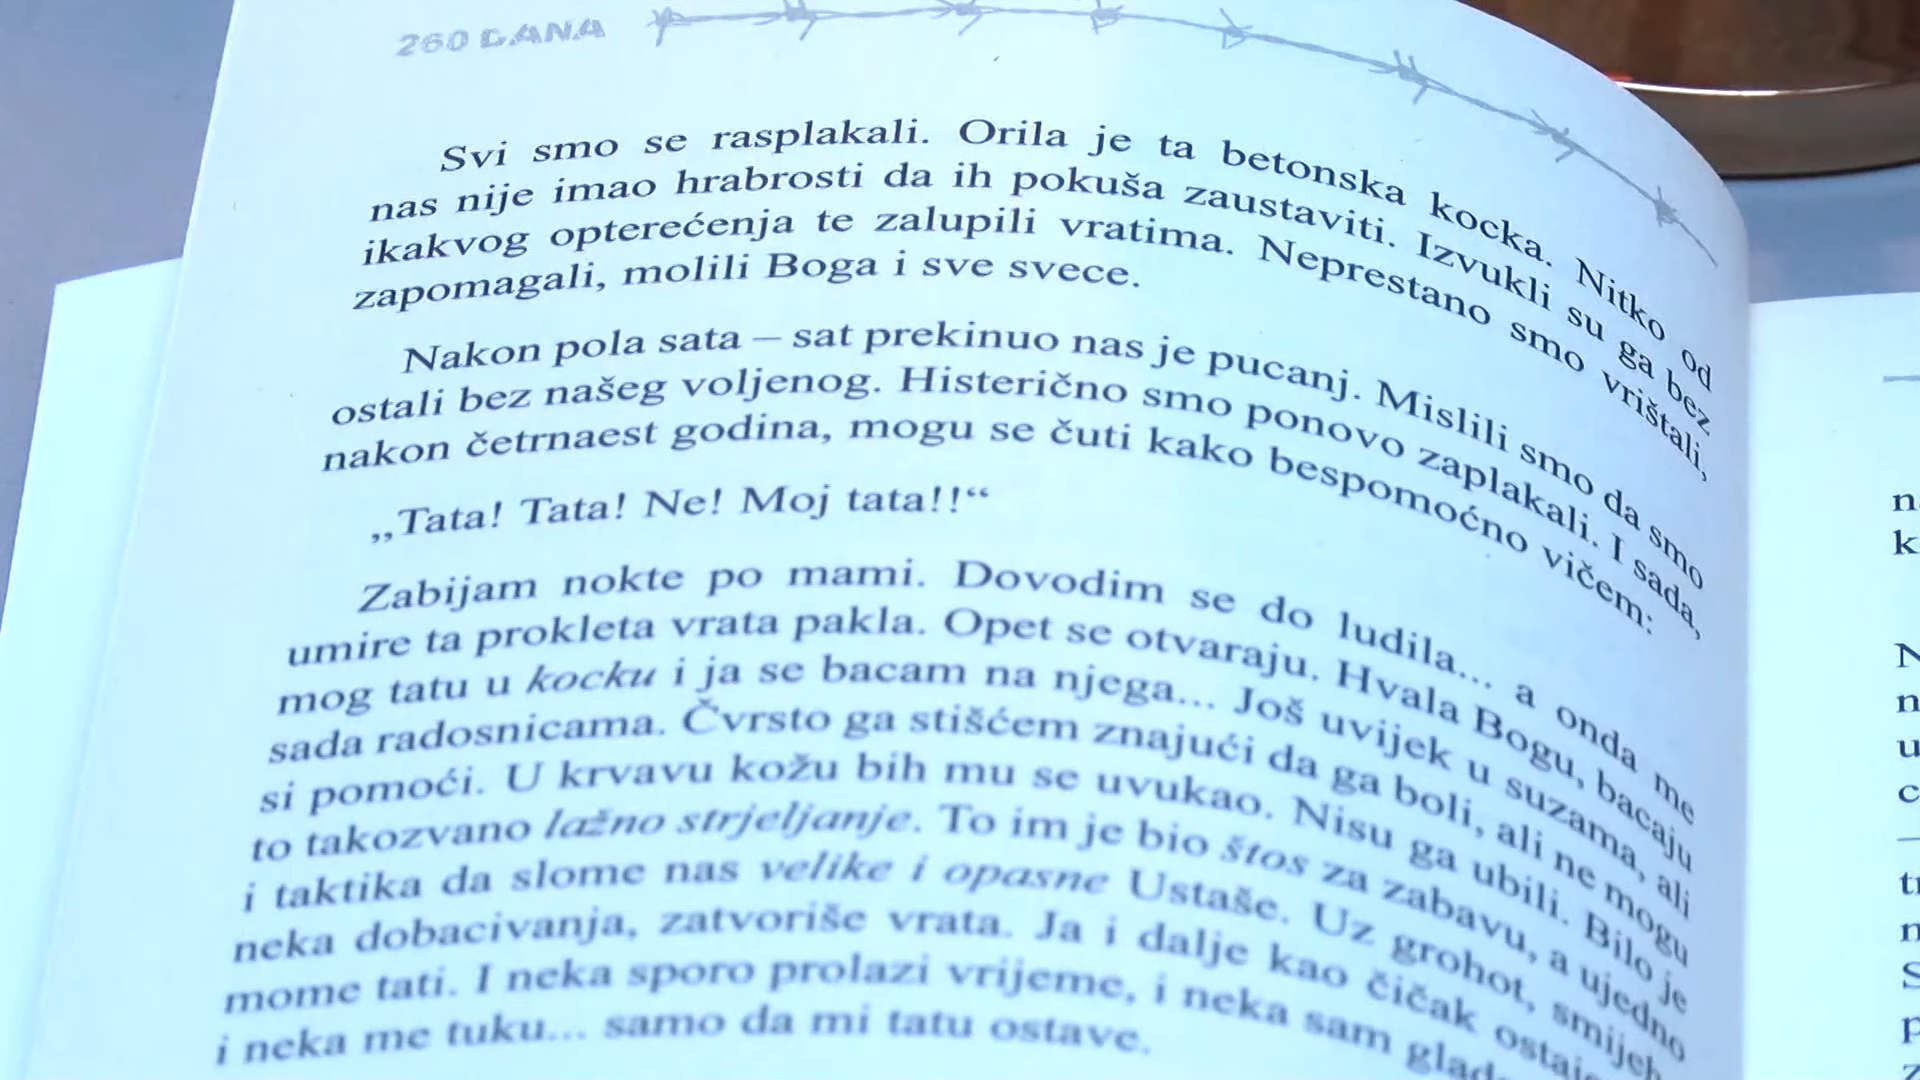 260 DANA
Svi smo se rasplakali. Orila je ta betonska kocka. Nitko od
nas nije imao hrabrosti da ih pokuša zaustaviti. Izvukli su ga bez
ikakvog opterećenja te zalupili vratima. Neprestano smo vrištali,
zapomagali, molili Boga i sve svece.
Nakon pola sata – sat prekinuo nas je pucanj. Mislili smo da smo
ostali bez našeg voljenog. Histerično smo ponovo zaplakali. I sada,
nakon četrnaest godina, mogu se čuti kako bespomoćno vičem:
„Tata! Tata! Ne! Moj tata!!“
Zabijam nokte po mami. Dovodim se do ludila... a onda me
umire ta prokleta vrata pakla. Opet se otvaraju. Hvala Bogu, bacaju
mog tatu u kocku i ja se bacam na njega... Još uvijek u suzama, ali
sada radosnicama. Čvrsto ga stišćem znajući da ga boli, ali ne mogu
si pomoći. U krvavu kožu bih mu se uvukao. Nisu ga ubili. Bilo je
to takozvano lažno strjeljanje. To im je bio štos za zabavu, a ujedno
i taktika da slome nas velike i opasne Ustaše. Uz grohot, smijeh
neka dobacivanja, zatvoriše vrata. Ja i dalje kao čičak
mome tati. I neka sporo prolazi vrijeme, i neka sam
i neka me tuku... samo da mi tatu ostave.